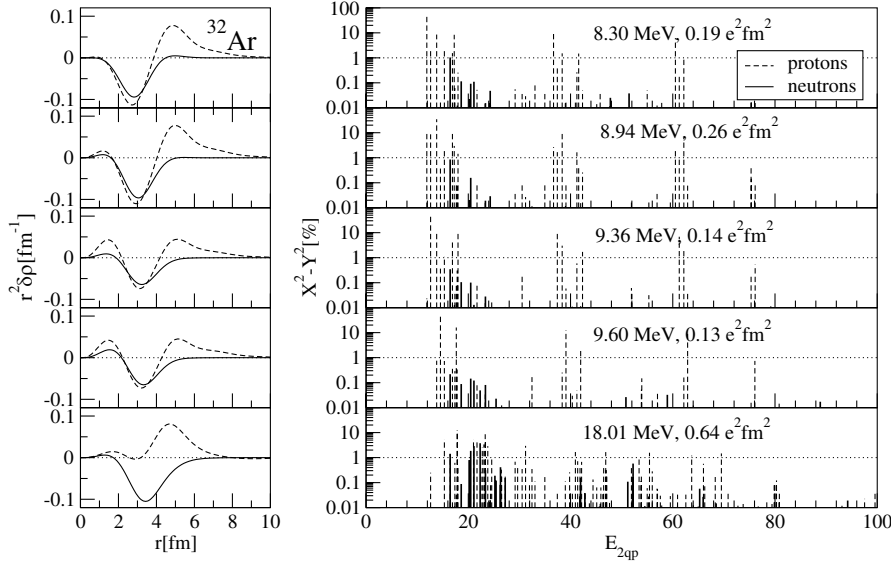 32Ar
0.1
0
-0.1
0.1
0
-0.1
0.1
0
-0.1
0.1
0
-0.1
0.1
0
-0.1
r2δρ[fm-1]
0 2 4 6 8 10
r[fm]
100
10
1
0.1
0.01
10
1
0.1
0.01
10
1
0.1
0.01
10
1
0.1
0.01
10
1
0.1
0.01
X2-Y2[%]
8.30 MeV, 0.19 e2fm2
protons
neutrons
8.94 MeV, 0.26 e2fm2
9.36 MeV, 0.14 e2fm2
9.60 MeV, 0.13 e2fm2
18.01 MeV, 0.64 e2fm2
0 20 40 60 80 100
E2qp